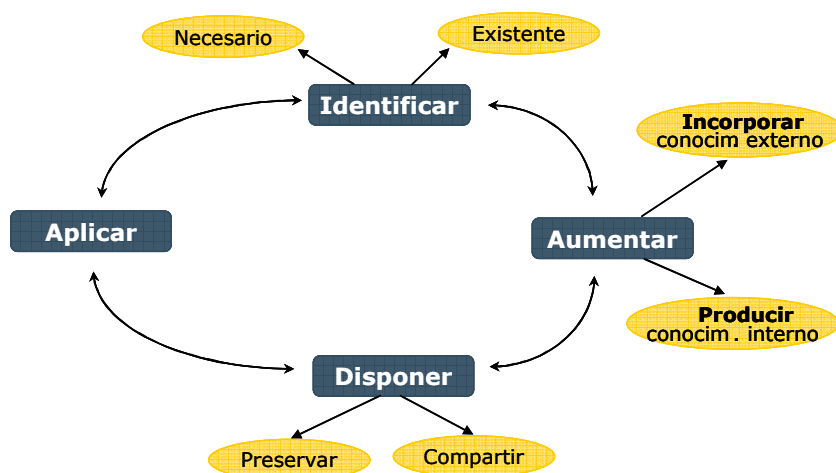 Necesario
Existente
Identificar
Incorporar
conocim. externo
Aplicar
Aumentar
Producir
conocim. interno
Disponer
Preservar
Compartir